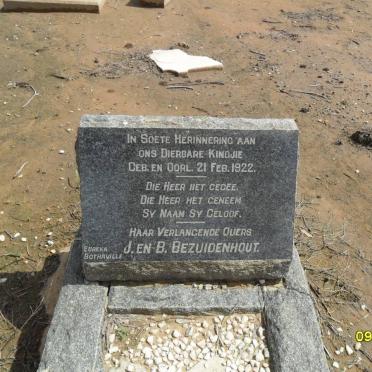 IN SOETE HERINNERING AAN
ONS DIERBARE KINDJIE
GEB. EN OORL. 21 FEB. 1922.
DIE HEER HET GEGEE.
DIE HEER HET GENEEM
SY NAAM SY GELOOF.
HAAR VERLANGENDE OUERS
J. EN B. BEZUIDENHOUT.
EUREKA
BOTHAVILLE
09